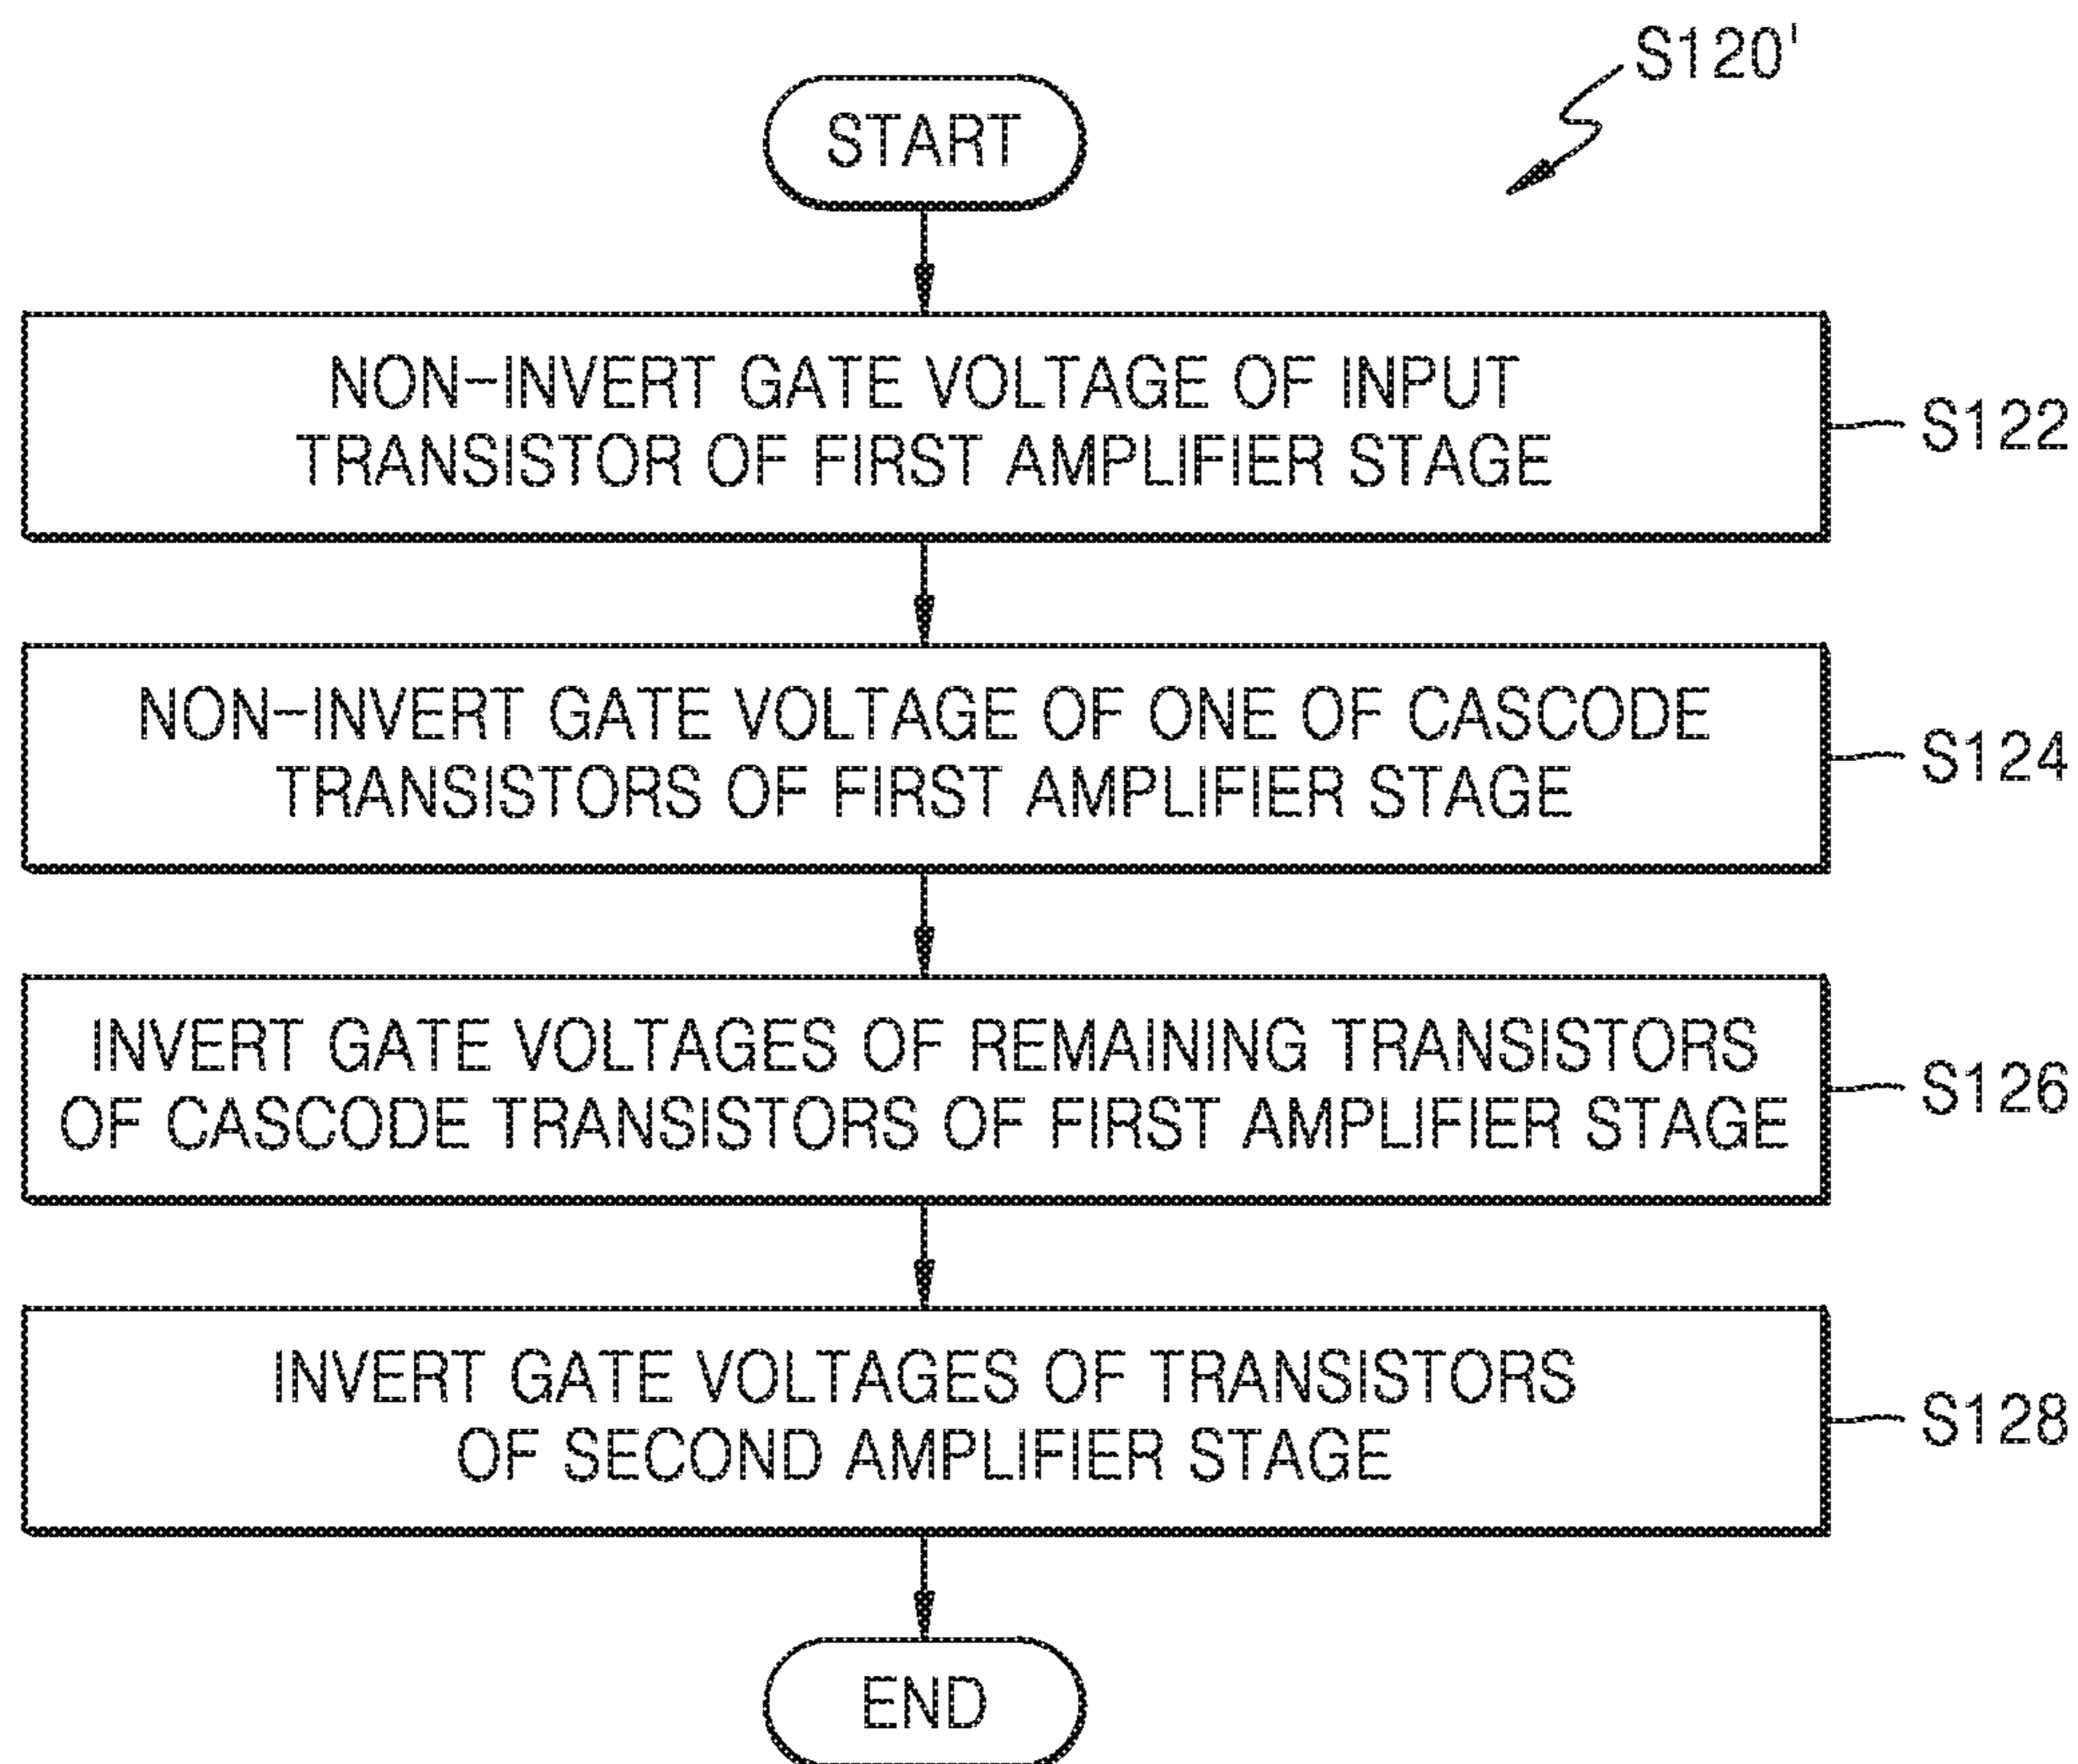 S120'
START
NON-INVERT GATE VOLTAGE OF INPUT
TRANSISTOR OF FIRST AMPLIFIER STAGE
S122
NON-INVERT GATE VOLTAGE OF ONE OF CASCODE
TRANSISTORS OF FIRST AMPLIFIER STAGE
S124
INVERT GATE VOLTAGES OF REMAINING TRANSISTORS
OF CASCODE TRANSISTORS OF FIRST AMPLIFIER STAGE
S126
INVERT GATE VOLTAGES OF TRANSISTORS
OF SECOND AMPLIFIER STAGE
S128
END